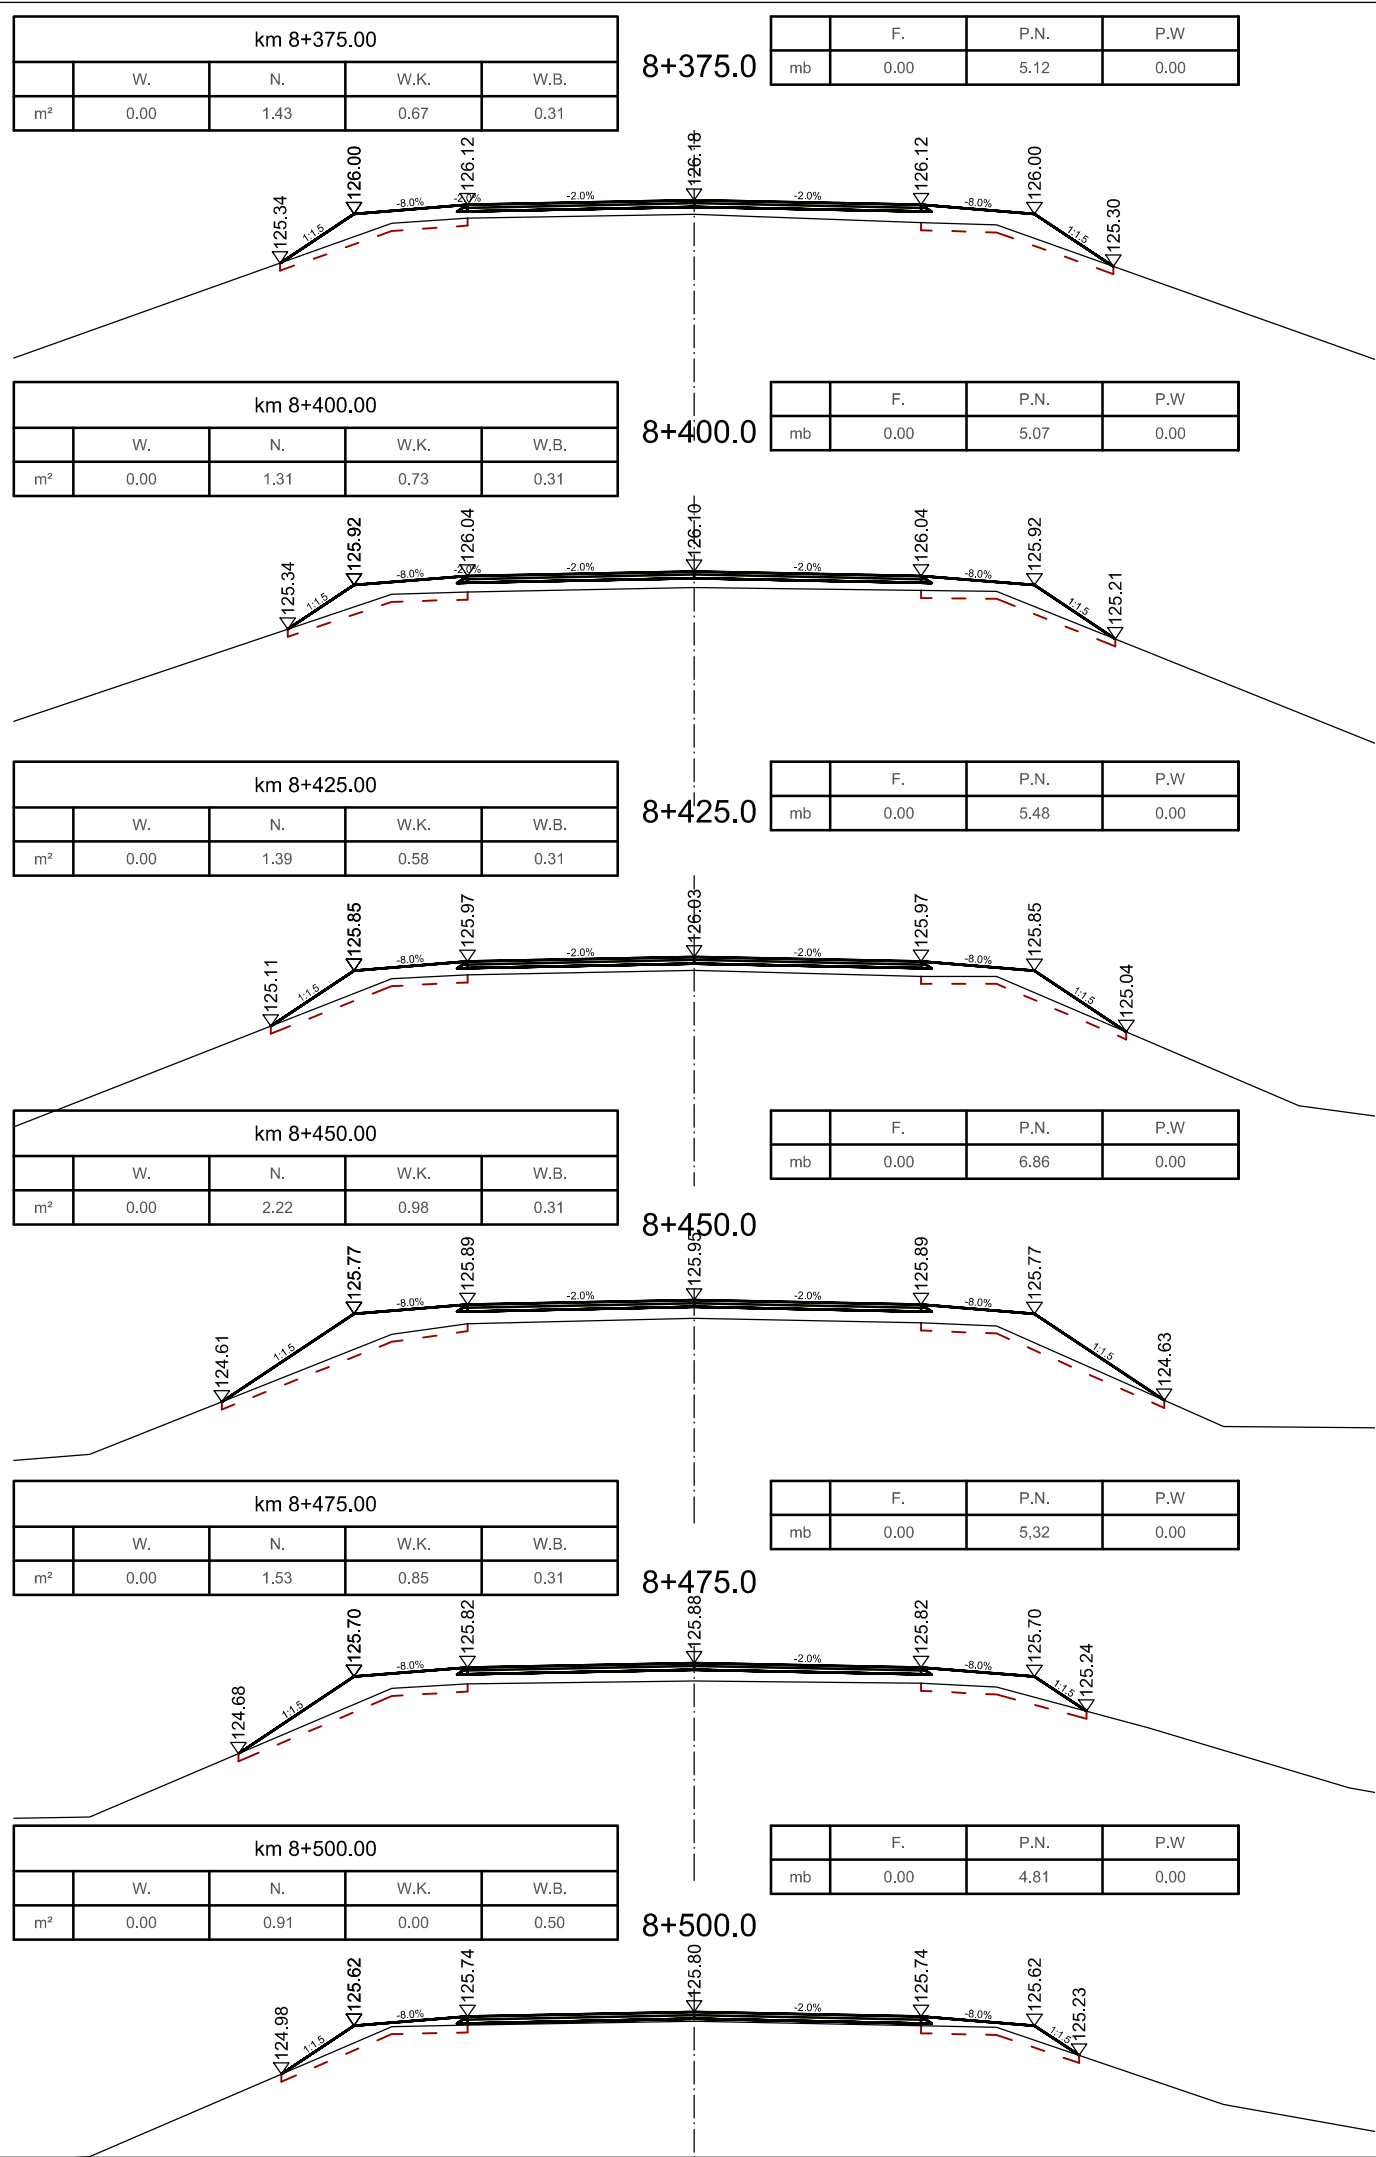 km 8+375.00
W. N. W.K. W.B.
m² 0.00 1.43 0.67 0.31
8+375.0
F. P.N. P.W
mb 0.00 5.12 0.00
125.34 126.00 126.12 126.18 126.12 126.00 125.30
1:1.5 -8.0% -2.0% -2.0% -2.0% -8.0% 1:1.5
km 8+400.00
W. N. W.K. W.B.
m² 0.00 1.31 0.73 0.31
8+400.0
F. P.N. P.W
mb 0.00 5.07 0.00
125.34 125.92 126.04 126.10 126.04 125.92 125.21
1:1.5 -8.0% -2.0% -2.0% -2.0% -8.0% 1:1.5
km 8+425.00
W. N. W.K. W.B.
m² 0.00 1.39 0.58 0.31
8+425.0
F. P.N. P.W
mb 0.00 5.48 0.00
125.11 125.85 125.97 126.03 125.97 125.85 125.04
1:1.5 -8.0% -2.0% -2.0% -8.0% 1:1.5
km 8+450.00
W. N. W.K. W.B.
m² 0.00 2.22 0.98 0.31
8+450.0
F. P.N. P.W
mb 0.00 6.86 0.00
124.61 125.77 125.89 125.95 125.89 125.77 124.63
1:1.5 -8.0% -2.0% -2.0% -8.0% 1:1.5
km 8+475.00
W. N. W.K. W.B.
m² 0.00 1.53 0.85 0.31
8+475.0
F. P.N. P.W
mb 0.00 5,32 0.00
124.68 125.70 125.82 125.88 125.82 125.70 125.24
1:1.5 -8.0% -2.0% -8.0% 1:1.5
km 8+500.00
W. N. W.K. W.B.
m² 0.00 0.91 0.00 0.50
8+500.0
F. P.N. P.W
mb 0.00 4.81 0.00
124.98 125.62 125.74 125.80 125.74 125.62 125.23
1:1.5 -8.0% -2.0% -8.0% 1:1.5